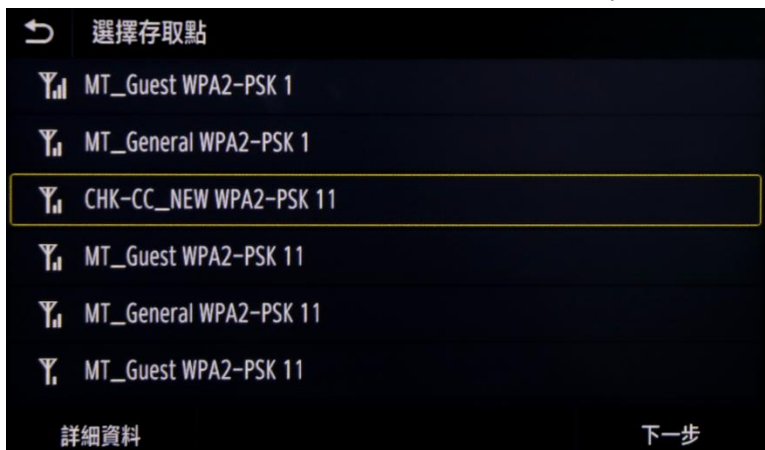 選擇存取點
MT_Guest WPA2-PSK 1
MT_General WPA2-PSK 1
CHK-CC_NEW WPA2-PSK 11
MT_Guest WPA2-PSK 11
MT_General WPA2-PSK 11
MT_Guest WPA2-PSK 11
詳細資料 下一步